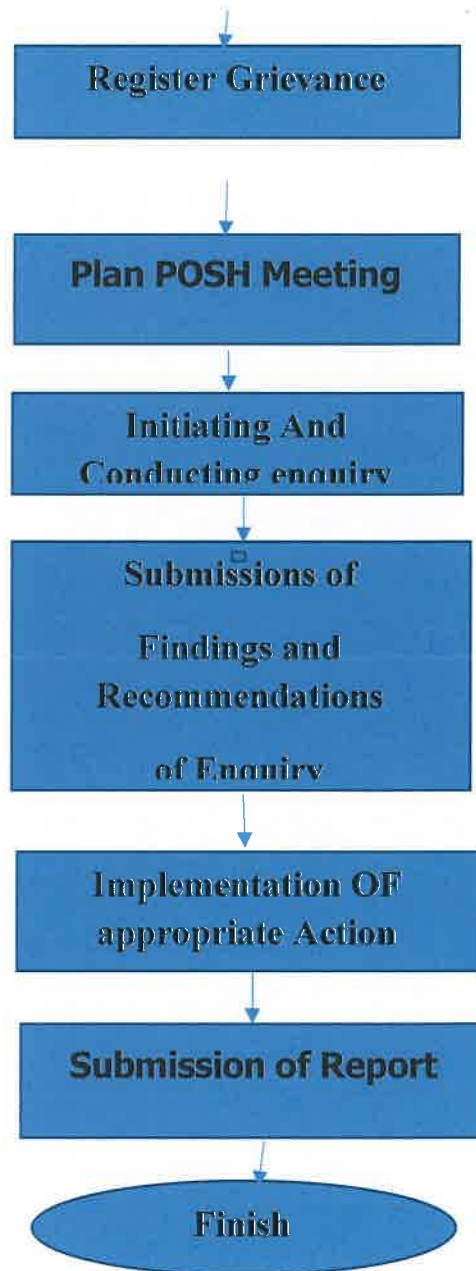 Register Grievance
Plan POSH Meeting
Initiating And
Conducting enquiry
Submissions of
Findings and
Recommendations
of Enquiry
Implementation OF
appropriate Action
Submission of Report
Finish